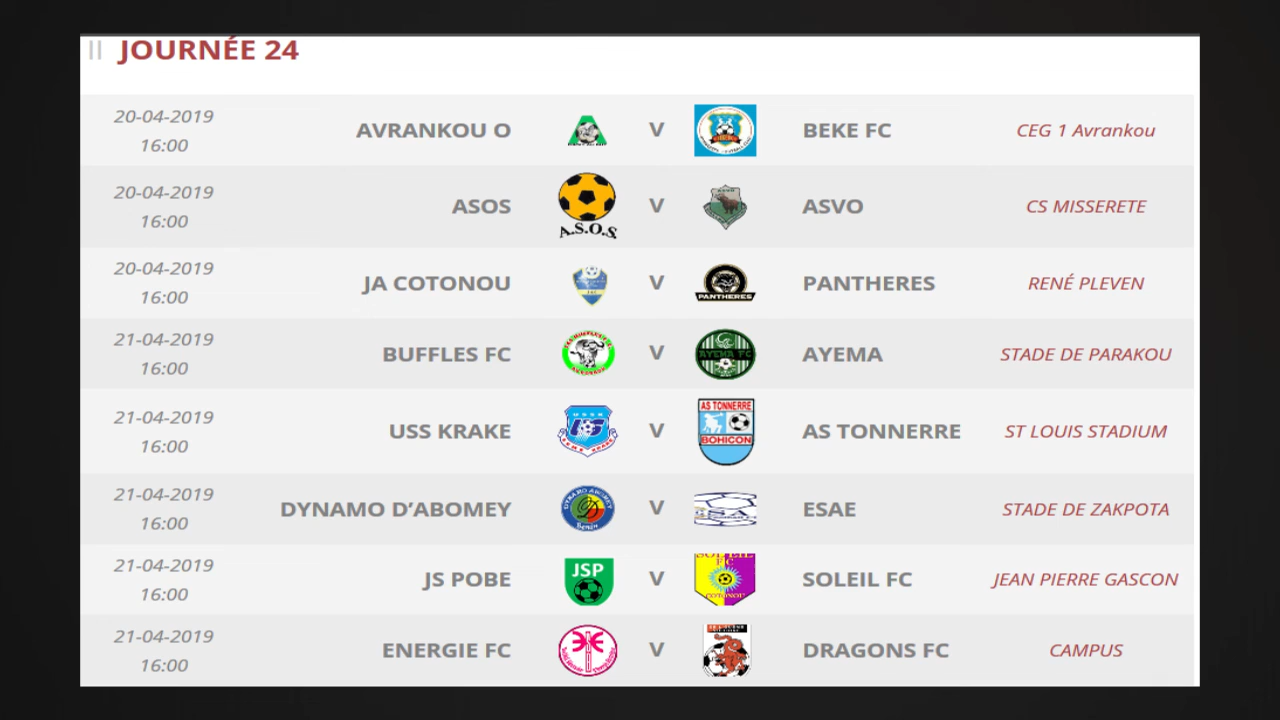 JOURNÉE 24
20-04-2019
16:00
AVRANKOU O
V
BEKE FC
CEG 1 Avrankou
20-04-2019
16:00
ASOS
A.S.O.S
V
ASVO
CS MISSERETE
20-04-2019
16:00
JA COTONOU
V
PANTHERES
PANTHERES
RENÉ PLEVEN
21-04-2019
16:00
BUFFLES FC
V
AYEMA FC
AYEMA
STADE DE PARAKOU
21-04-2019
16:00
USS KRAKE
V
AS TONNERRE
BOHICON
AS TONNERRE
ST LOUIS STADIUM
21-04-2019
16:00
DYNAMO D’ABOMEY
DYNAMO ABOMEY
Benin
V
ESAE
STADE DE ZAKPOTA
21-04-2019
16:00
JS POBE
JSP
V
SOLEIL FC
COTONOU
SOLEIL FC
JEAN PIERRE GASCON
21-04-2019
16:00
ENERGIE FC
V
DRAGONS FC
CAMPUS